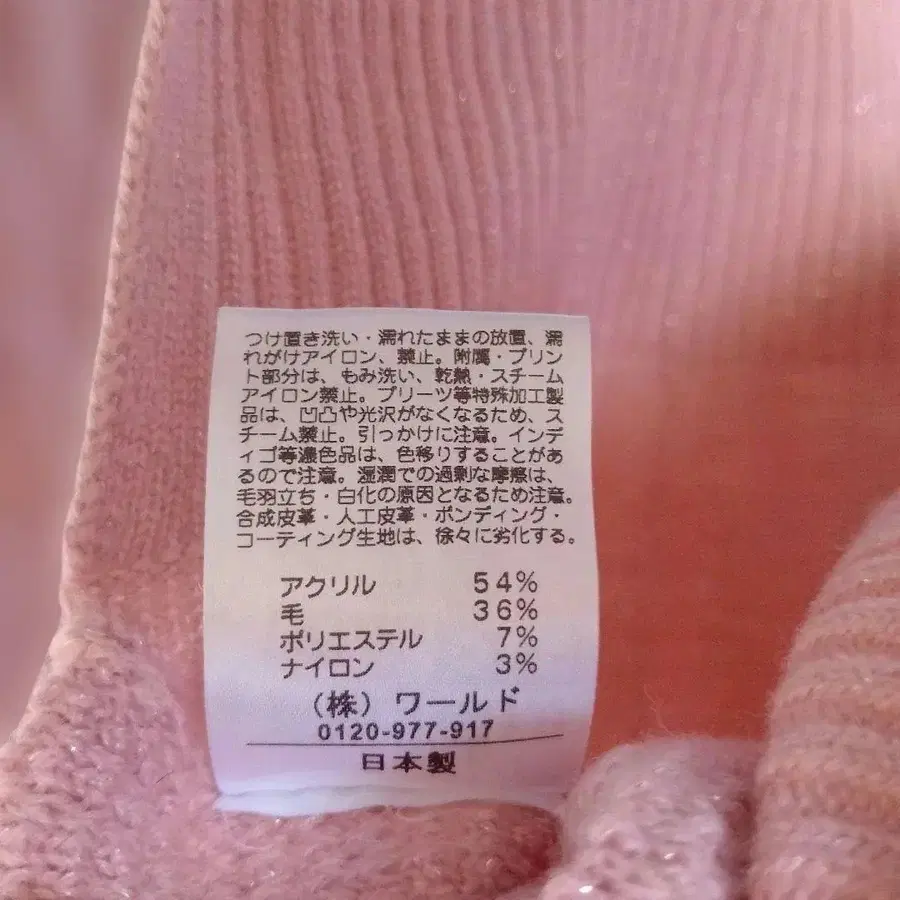 つけ置き洗い・濡れたままの放置、濡
れがけアイロン、禁止。附属・プリン
ト部分は、もみ洗い、乾熱・スチーム
アイロン禁止。プリーツ等特殊加工製
品は、凹凸や光沢がなくなるため、ス
チーム禁止。引っかけに注意。インデ
ィゴ等濃色品は、色移りすることがあ
るので注意。湿潤での過剰な摩擦は、
毛羽立ち・白化の原因となるため注意。
合成皮革・人工皮革・ボンディング・
コーティング生地は、徐々に劣化する。
アクリル 54%
毛 36%
ポリエステル 7%
ナイロン 3%
（株）ワールド
0120-977-917
日本製